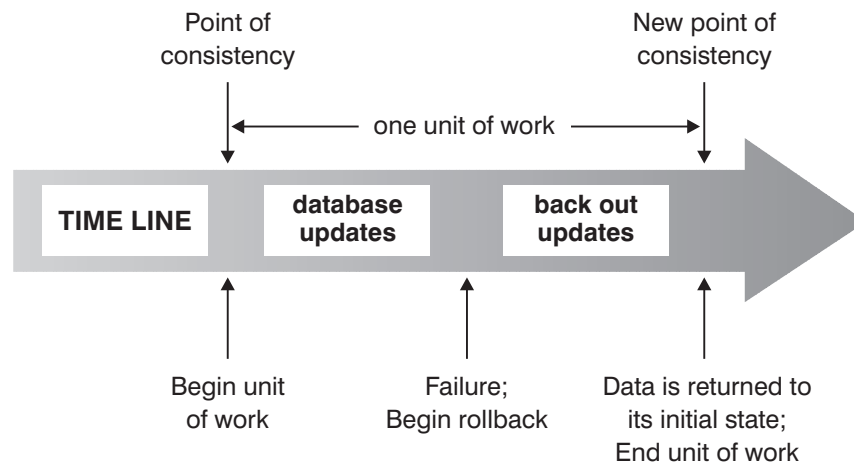 Point of
consistency
New point of
consistency
one unit of work
TIME LINE
database
updates
back out
updates
Begin unit
of work
Failure;
Begin rollback
Data is returned to
its initial state;
End unit of work